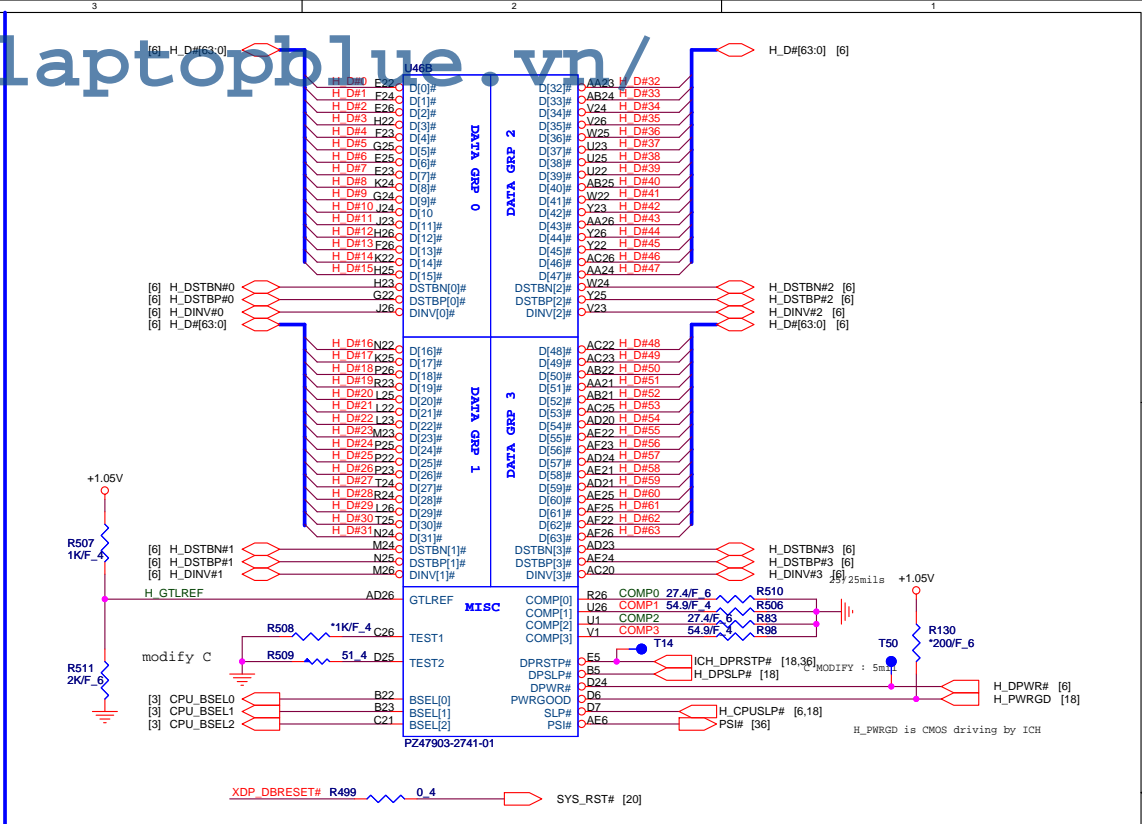 3 2 1
laptopblue.vn/
[6] H_D#[63:0]
H_D#[63:0] [6]
U46B
H_D#0 E22 D[0]# D[32]# AA23 H_D#32
H_D#1 F24 D[1]# D[33]# AB24 H_D#33
H_D#2 E26 D[2]# D[34]# V24 H_D#34
H_D#3 H22 D[3]# D[35]# V26 H_D#35
H_D#4 F23 D[4]# D[36]# W25 H_D#36
H_D#5 G25 D[5]# D[37]# U23 H_D#37
H_D#6 E25 D[6]# D[38]# U25 H_D#38
H_D#7 E23 D[7]# D[39]# U22 H_D#39
H_D#8 K24 D[8]# D[40]# AB25 H_D#40
H_D#9 G24 D[9]# D[41]# W22 H_D#41
H_D#10 J24 D[10 D[42]# Y23 H_D#42
H_D#11 J23 D[11]# D[43]# AA26 H_D#43
H_D#12 H26 D[12]# D[44]# Y26 H_D#44
H_D#13 F26 D[13]# D[45]# Y22 H_D#45
H_D#14 K22 D[14]# D[46]# AC26 H_D#46
H_D#15 H25 D[15]# D[47]# AA24 H_D#47
DATA GRP 0
DATA GRP 2
[6] H_DSTBN#0 H23 DSTBN[0]# DSTBN[2]# W24 H_DSTBN#2 [6]
[6] H_DSTBP#0 G22 DSTBP[0]# DSTBP[2]# Y25 H_DSTBP#2 [6]
[6] H_DINV#0 J26 DINV[0]# DINV[2]# V23 H_DINV#2 [6]
[6] H_D#[63:0] H_D#[63:0] [6]
H_D#16 N22 D[16]# D[48]# AC22 H_D#48
H_D#17 K25 D[17]# D[49]# AC23 H_D#49
H_D#18 P26 D[18]# D[50]# AB22 H_D#50
H_D#19 R23 D[19]# D[51]# AA21 H_D#51
H_D#20 L25 D[20]# D[52]# AB21 H_D#52
H_D#21 L22 D[21]# D[53]# AC25 H_D#53
H_D#22 L23 D[22]# D[54]# AD20 H_D#54
H_D#23 M23 D[23]# D[55]# AE22 H_D#55
H_D#24 P25 D[24]# D[56]# AF23 H_D#56
H_D#25 P22 D[25]# D[57]# AD24 H_D#57
H_D#26 P23 D[26]# D[58]# AE21 H_D#58
H_D#27 T24 D[27]# D[59]# AD21 H_D#59
H_D#28 R24 D[28]# D[60]# AE25 H_D#60
H_D#29 L26 D[29]# D[61]# AF25 H_D#61
H_D#30 T25 D[30]# D[62]# AF22 H_D#62
H_D#31 N24 D[31]# D[63]# AF26 H_D#63
DATA GRP 1
DATA GRP 3
[6] H_DSTBN#1 M24 DSTBN[1]# DSTBN[3]# AD23 H_DSTBN#3 [6]
[6] H_DSTBP#1 N25 DSTBP[1]# DSTBP[3]# AE24 H_DSTBP#3 [6]
[6] H_DINV#1 M26 DINV[1]# DINV[3]# AC20 H_DINV#3 [6]
+1.05V
R507
1K/F_4
H_GTLREF AD26 GTLREF
MISC
COMP[0] R26 COMP0 27.4/F_6 R510
COMP[1] U26 COMP1 54.9/F_4 R506
COMP[2] U1 COMP2 27.4/F_6 R83
COMP[3] V1 COMP3 54.9/F_4 R98
+1.05V
R130
*200/F_6
R508 *1K/F_4 C26 TEST1
R509 51_4 D25 TEST2
modify C
R511
2K/F_6
T14
T50
C MODIFY : 5mil
DPRSTP# E5 ICH_DPRSTP# [18,36]
DPSLP# B5 H_DPSLP# [18]
DPWR# D24 H_DPWR# [6]
PWRGOOD D6 H_PWRGD [18]
SLP# D7 H_CPUSLP# [6,18]
PSI# AE6 PSI# [36]
[3] CPU_BSEL0 B22 BSEL[0]
[3] CPU_BSEL1 B23 BSEL[1]
[3] CPU_BSEL2 C21 BSEL[2]
H_PWRGD is CMOS driving by ICH
PZ47903-2741-01
XDP_DBRESET# R499 0_4 SYS_RST# [20]